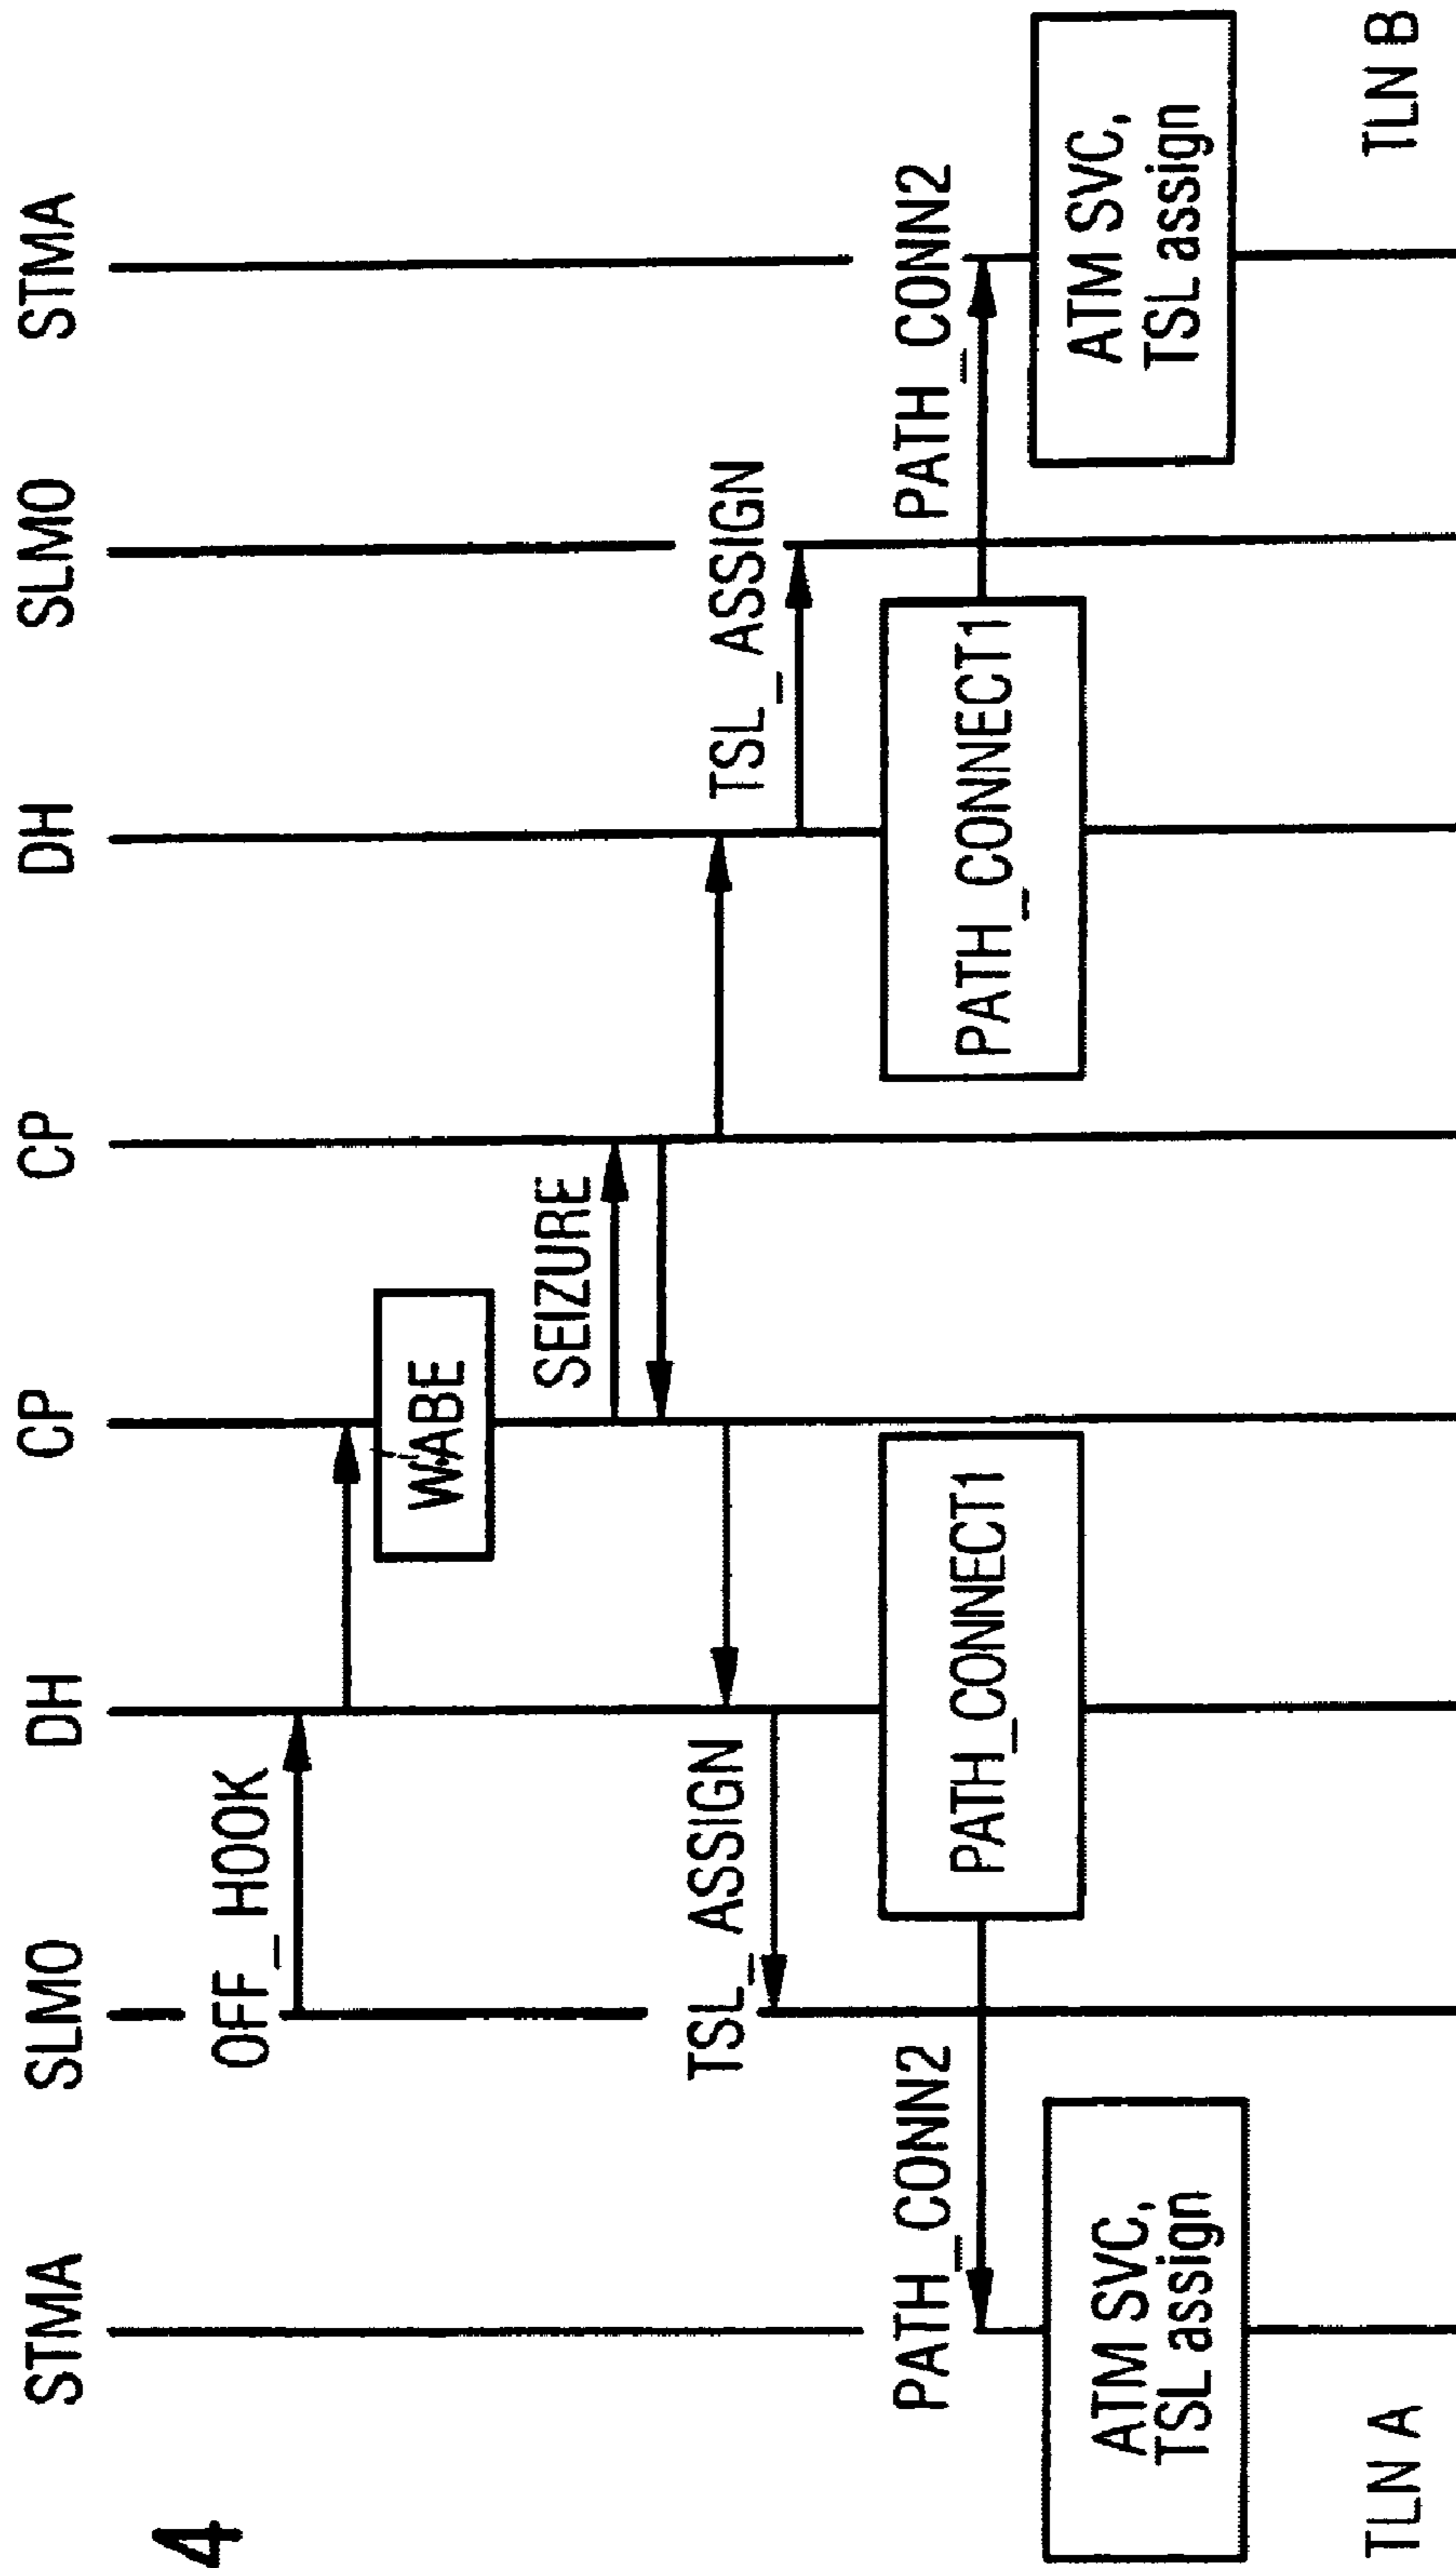 4
STMA
SLMO
DH
CP
CP
DH
SLMO
STMA
OFF_HOOK
WABE
SEIZURE
TSL_ASSIGN
TSL_ASSIGN
PATH_CONN2
PATH_CONNECT1
PATH_CONNECT1
PATH_CONN2
ATM SVC,
TSL assign
ATM SVC,
TSL assign
TLN A
TLN B